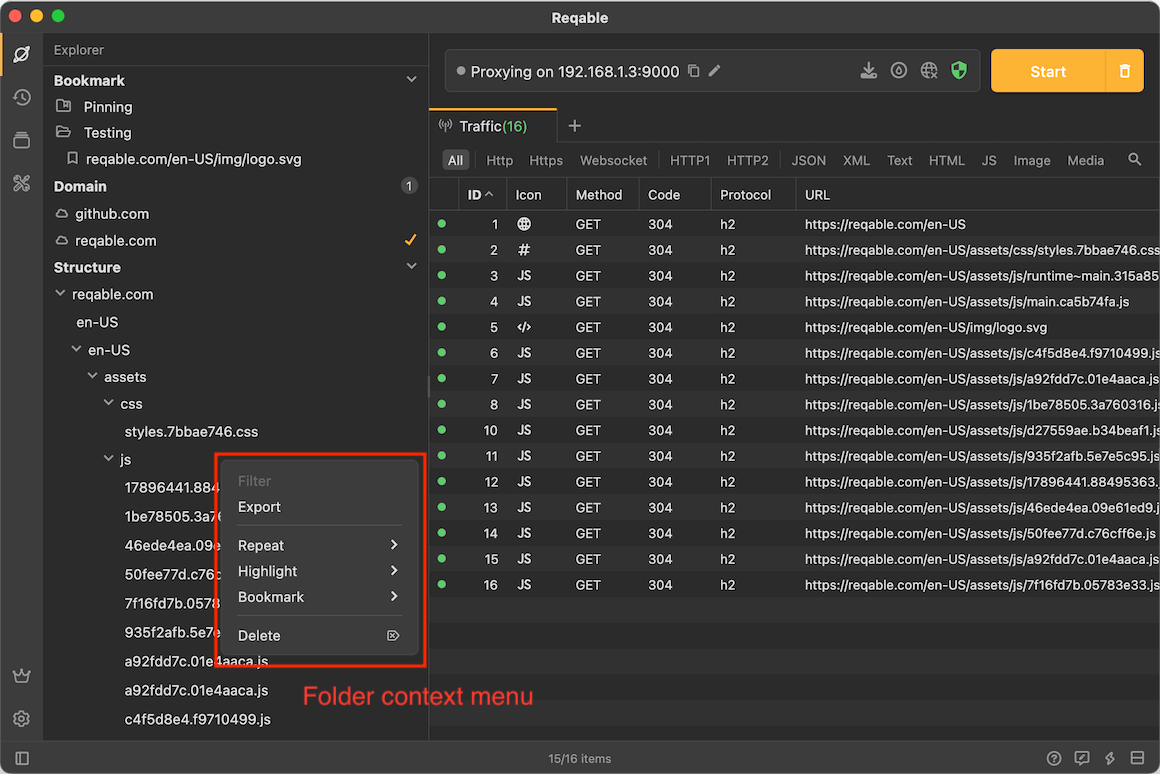 Reqable
Explorer
Bookmark
Pinning
Testing
reqable.com/en-US/img/logo.svg
Domain 1
github.com
reqable.com
Structure
reqable.com
en-US
en-US
assets
css
styles.7bbae746.css
js
17896441.884
1be78505.3a76
46ede4ea.09e
50fee77d.c76c
7f16fd7b.0578
935f2afb.5e7e
a92fdd7c.01e4aaca.js
a92fdd7c.01e4aaca.js
c4f5d8e4.f9710499.js
Filter
Export
Repeat
Highlight
Bookmark
Delete
Folder context menu
Proxying on 192.168.1.3:9000
Start
Traffic(16)
All Http Https Websocket HTTP1 HTTP2 JSON XML Text HTML JS Image Media
ID Icon Method Code Protocol URL
1 GET 304 h2 https://reqable.com/en-US
2 # GET 304 h2 https://reqable.com/en-US/assets/css/styles.7bbae746.css
3 JS GET 304 h2 https://reqable.com/en-US/assets/js/runtime~main.315a85
4 JS GET 304 h2 https://reqable.com/en-US/assets/js/main.ca5b74fa.js
5 </> GET 304 h2 https://reqable.com/en-US/img/logo.svg
6 JS GET 304 h2 https://reqable.com/en-US/assets/js/c4f5d8e4.f9710499.js
7 JS GET 304 h2 https://reqable.com/en-US/assets/js/a92fdd7c.01e4aaca.js
8 JS GET 304 h2 https://reqable.com/en-US/assets/js/1be78505.3a760316.js
10 JS GET 304 h2 https://reqable.com/en-US/assets/js/d27559ae.b34beaf1.js
11 JS GET 304 h2 https://reqable.com/en-US/assets/js/935f2afb.5e7e5c95.js
12 JS GET 304 h2 https://reqable.com/en-US/assets/js/17896441.88495363.j
13 JS GET 304 h2 https://reqable.com/en-US/assets/js/46ede4ea.09e61ed9.j
14 JS GET 304 h2 https://reqable.com/en-US/assets/js/50fee77d.c76cff6e.js
15 JS GET 304 h2 https://reqable.com/en-US/assets/js/a92fdd7c.01e4aaca.js
16 JS GET 304 h2 https://reqable.com/en-US/assets/js/7f16fd7b.05783e33.js
15/16 items